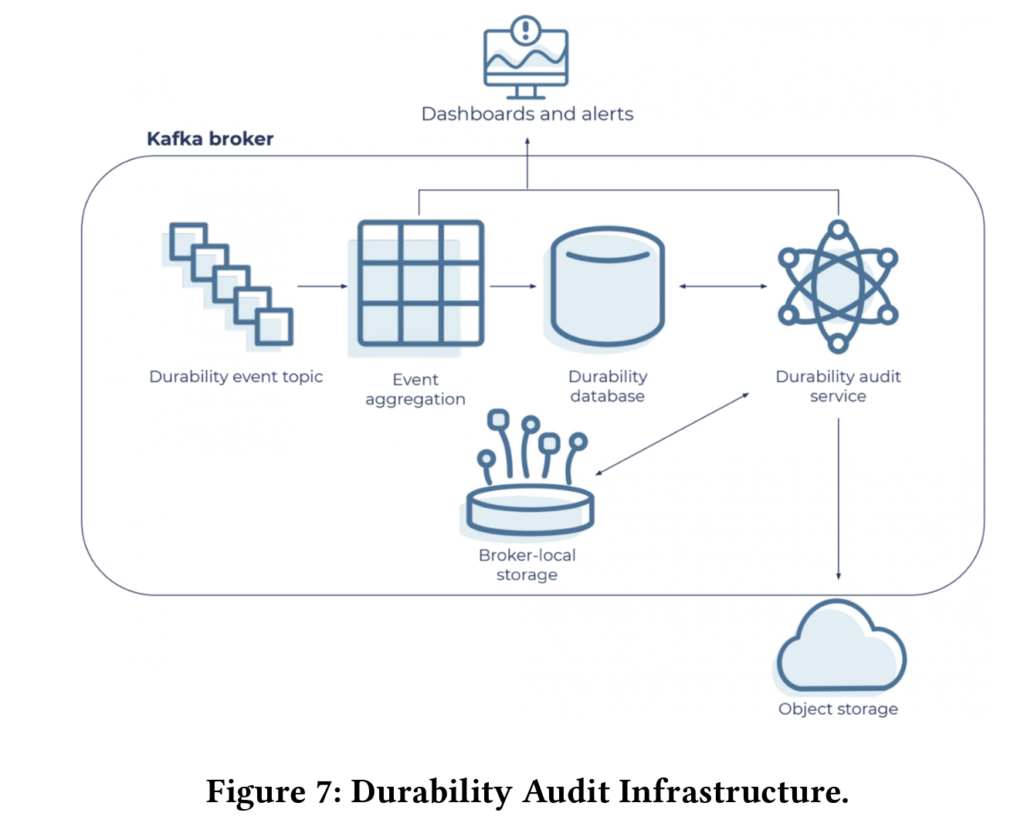 Dashboards and alerts
Kafka broker
Durability event topic
Event
aggregation
Durability
database
Durability audit
service
Broker-local
storage
Object storage
Figure 7: Durability Audit Infrastructure.